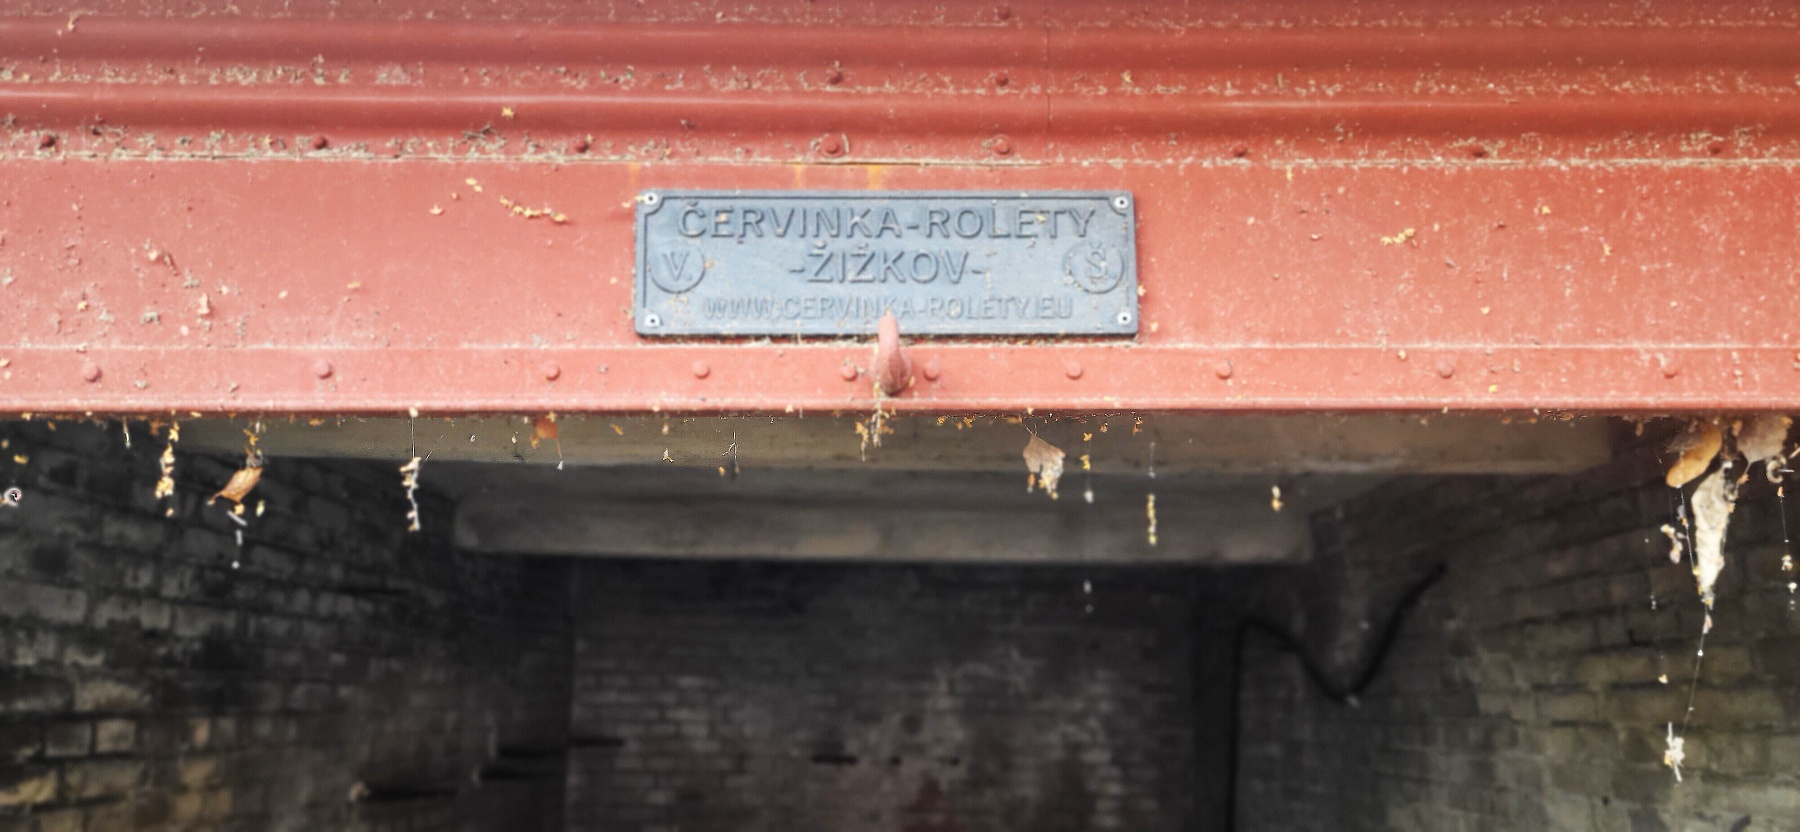 ČERVINKA-ROLETY
V.
-ŽIŽKOV-
Š.
WWW.CERVINKA-ROLETY.EU